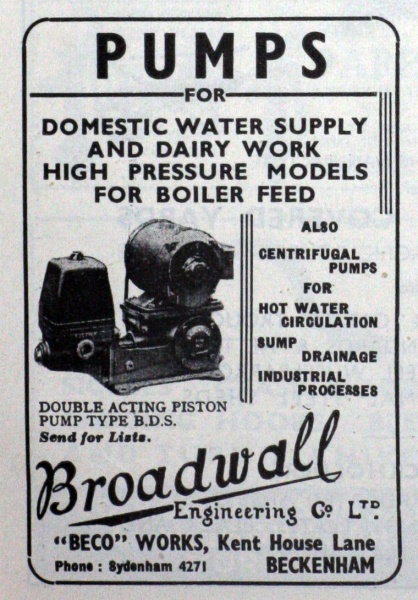 PUMPS
FOR
DOMESTIC WATER SUPPLY
AND DAIRY WORK
HIGH PRESSURE MODELS
FOR BOILER FEED
ALSO
CENTRIFUGAL
PUMPS
FOR
HOT WATER
CIRCULATION
SUMP
DRAINAGE
INDUSTRIAL
PROCESSES
DOUBLE ACTING PISTON
PUMP TYPE B.D.S.
Send for Lists.
Broadwall
Engineering Co LTD.
"BECO" WORKS, Kent House Lane
Phone : Sydenham 4271 BECKENHAM